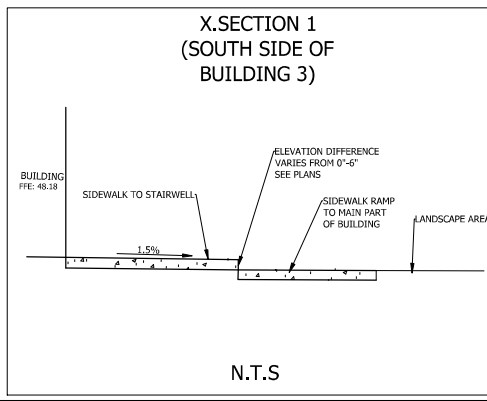 X.SECTION 1
(SOUTH SIDE OF
BUILDING 3)
ELEVATION DIFFERENCE
VARIES FROM 0"-6"
SEE PLANS
BUILDING
FFE: 48.18
SIDEWALK TO STAIRWELL
SIDEWALK RAMP
TO MAIN PART
OF BUILDING
LANDSCAPE AREA
1.5%
N.T.S